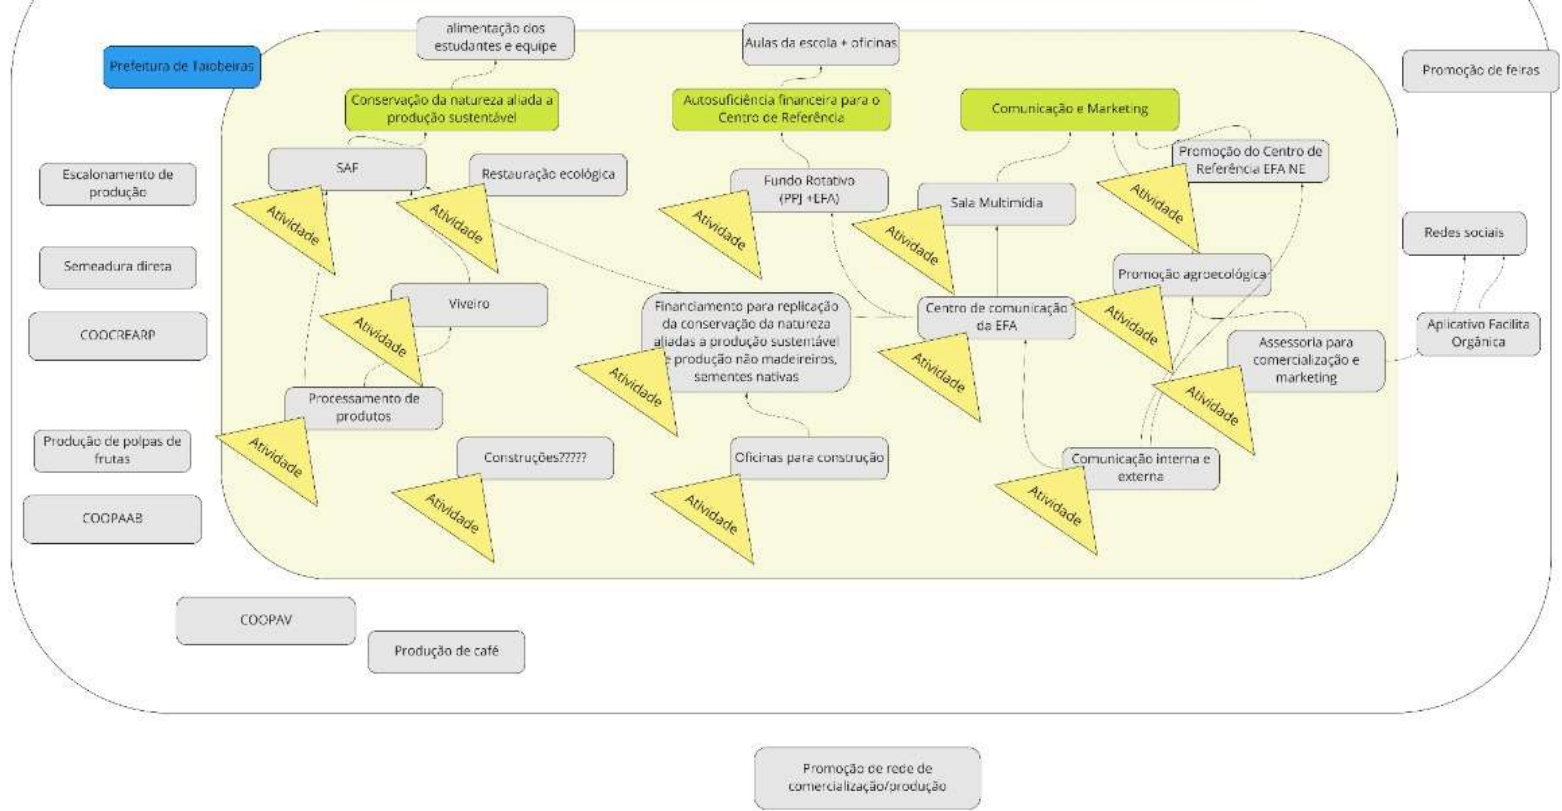 alimentação dos
estudantes e equipe
Aulas da escola + oficinas
Prefeitura de Taiobeiras
Promoção de feiras
Conservação da natureza aliada a
produção sustentável
Autosuficiência financeira para o
Centro de Referência
Comunicação e Marketing
SAF
Restauração ecológica
Fundo Rotativo
(PPJ +EFA)
Sala Multimídia
Promoção do Centro de
Referência EFA NE
Escalonamento de
produção
Atividade
Atividade
Atividade
Atividade
Atividade
Redes sociais
Semeadura direta
Viveiro
Atividade
Financiamento para replicação
da conservação da natureza
aliadas a produção sustentável
e produção não madeireiros,
sementes nativas
Atividade
Centro de comunicação
da EFA
Atividade
Promoção agroecológica
Atividade
Assessoria para
comercialização e
marketing
Atividade
Aplicativo Facilita
Orgânica
COOCREARP
Processamento de
produtos
Atividade
Produção de polpas de
frutas
Construções?????
Atividade
Oficinas para construção
Atividade
Comunicação interna e
externa
Atividade
COOPAAB
COOPAV
Produção de café
Promoção de rede de
comercialização/produção